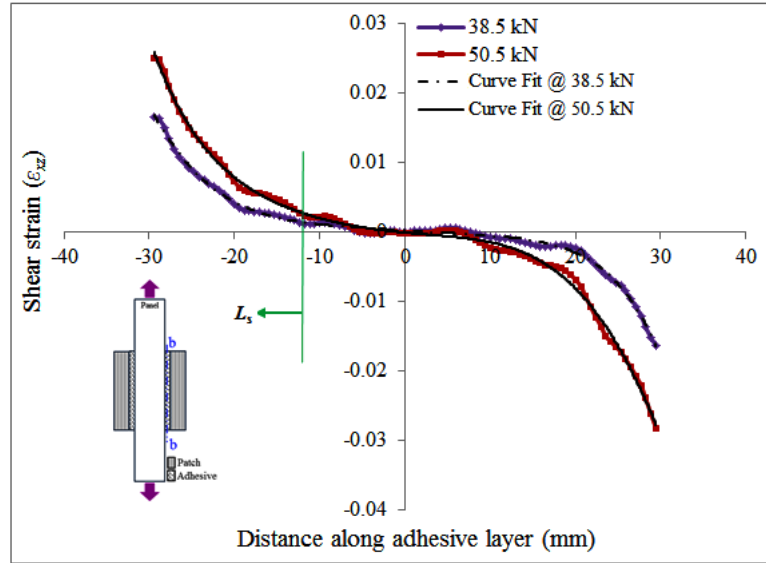 0.03
38.5 kN
50.5 kN
Curve Fit @ 38.5 kN
Curve Fit @ 50.5 kN
0.02
0.01
0
-40 -30 -20 -10 0 10 20 30 40
Shear strain (εxz)
Ls
-0.01
-0.02
-0.03
-0.04
Panel
b
b
Patch
Adhesive
Distance along adhesive layer (mm)